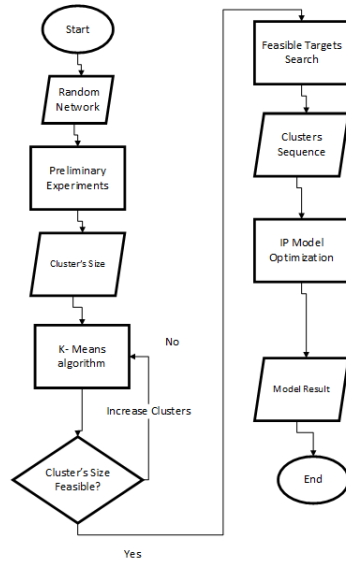 Start
Random
Network
Preliminary
Experiments
Cluster's Size
K- Means
algorithm
No
Increase Clusters
Cluster's Size
Feasible?
Yes
Feasible Targets
Search
Clusters
Sequence
IP Model
Optimization
Model Result
End